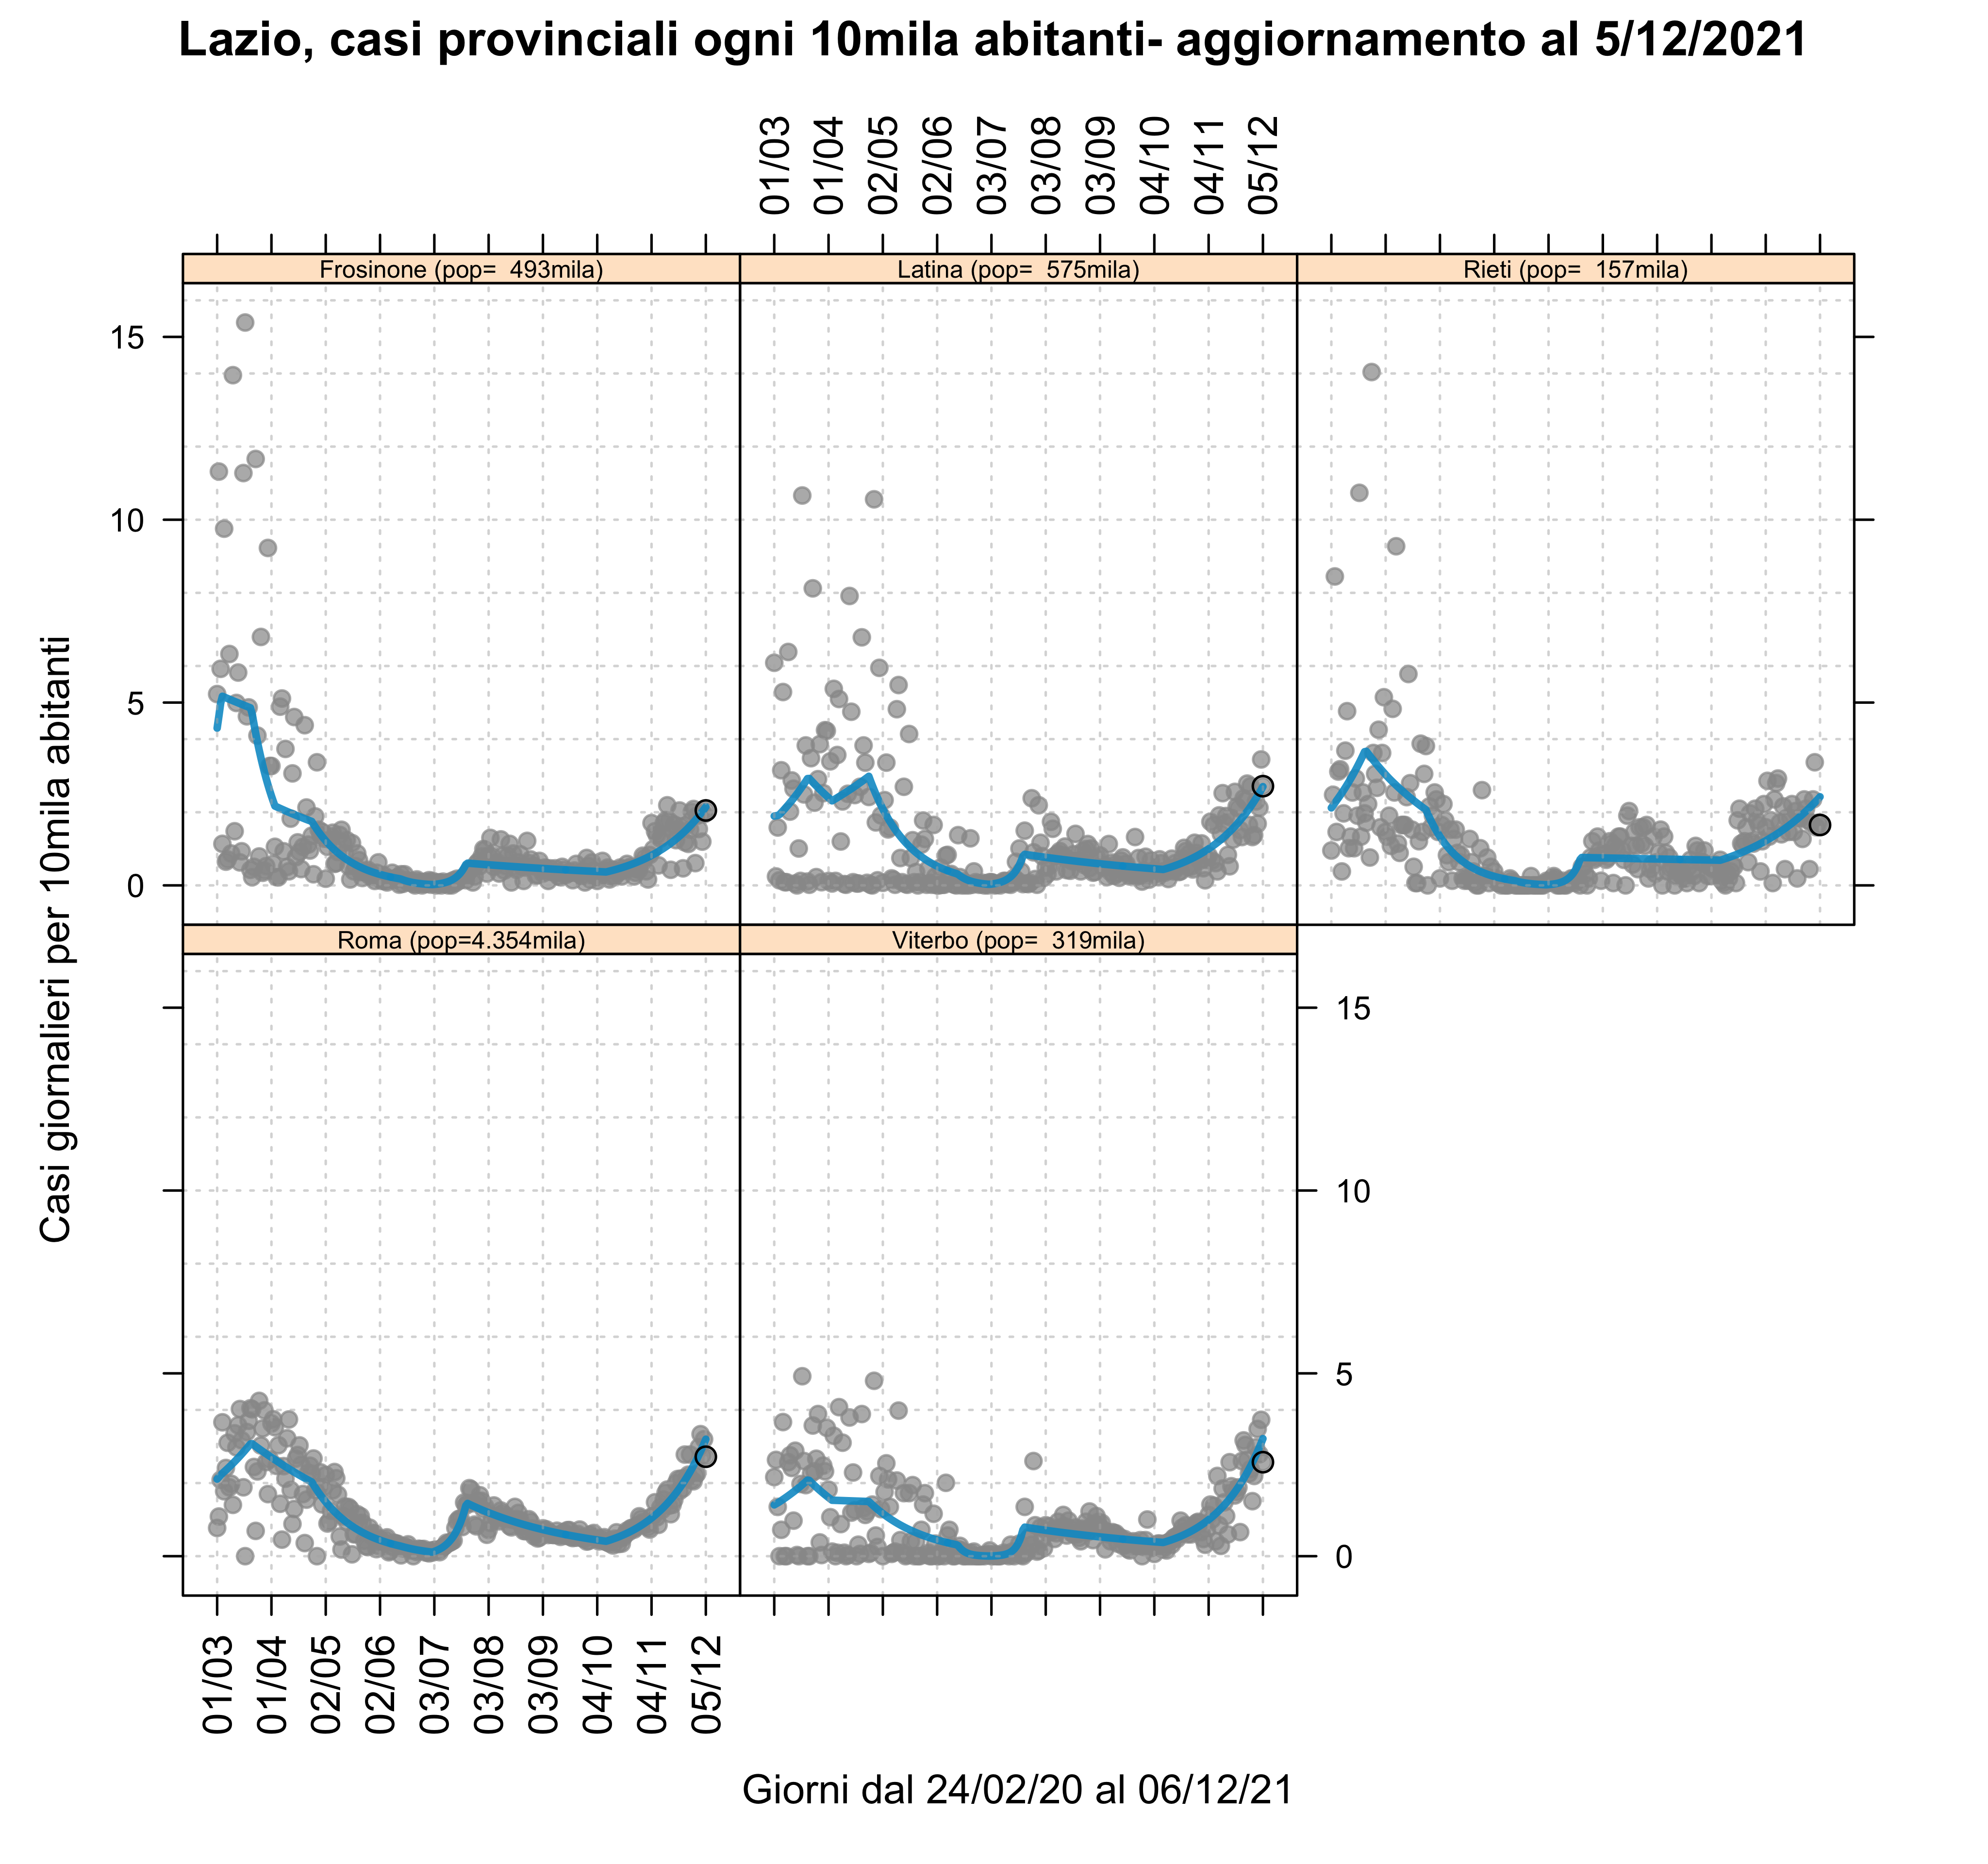 Lazio, casi provinciali ogni 10mila abitanti- aggiornamento al 5/12/2021
01/03 01/04 02/05 02/06 03/07 03/08 03/09 04/10 04/11 05/12
Frosinone (pop=  493mila)
Latina (pop=  575mila)
Rieti (pop=  157mila)
15
10
5
0
Casi giornalieri per 10mila abitanti
Roma (pop=4.354mila)
Viterbo (pop=  319mila)
15
10
5
0
01/03 01/04 02/05 02/06 03/07 03/08 03/09 04/10 04/11 05/12
Giorni dal 24/02/20 al 06/12/21